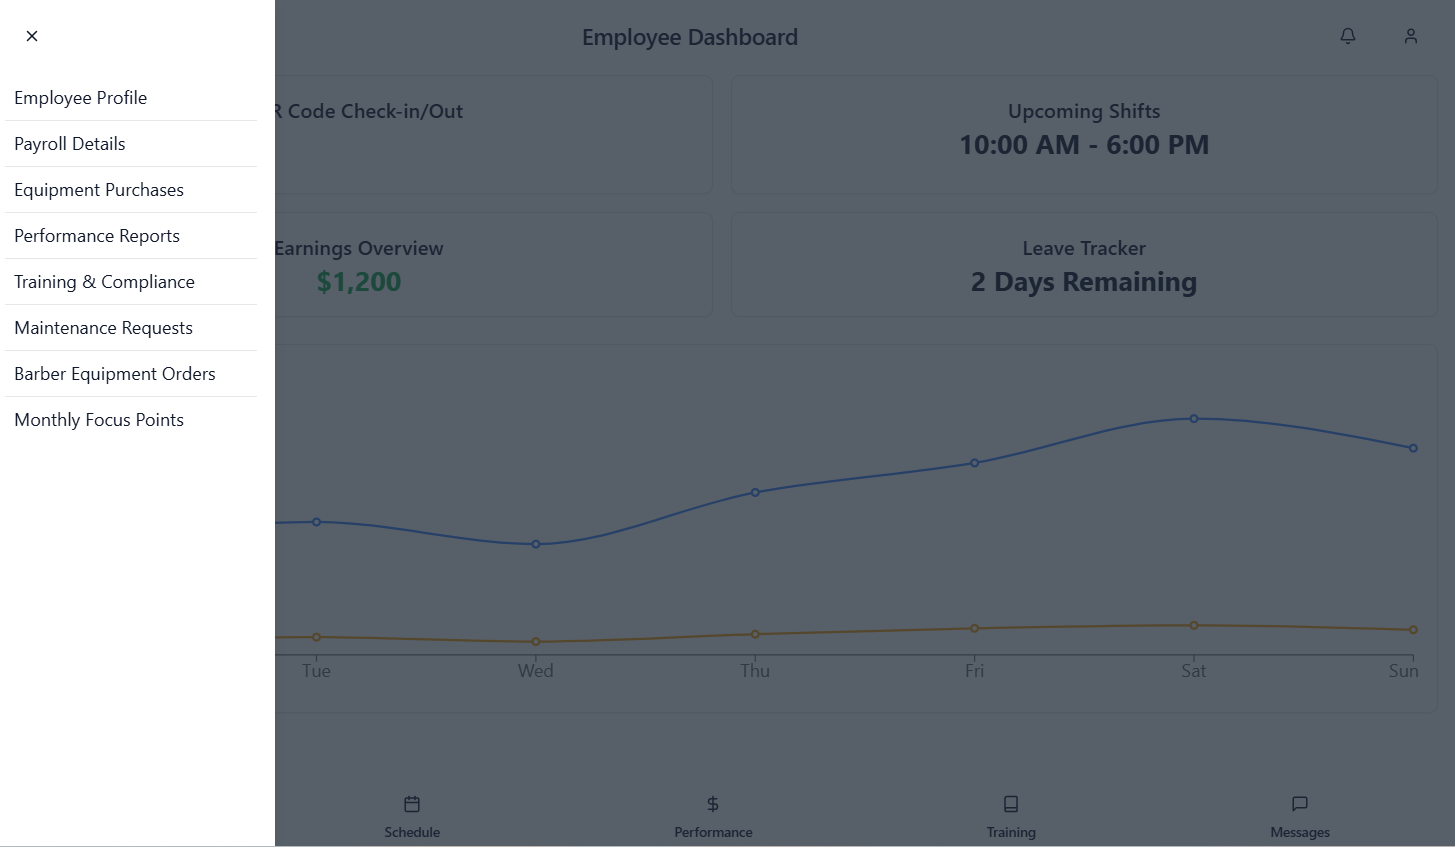 Employee Dashboard
Employee Profile
Payroll Details
Equipment Purchases
Performance Reports
Training & Compliance
Maintenance Requests
Barber Equipment Orders
Monthly Focus Points
Code Check-in/Out
Upcoming Shifts
10:00 AM - 6:00 PM
Earnings Overview
$1,200
Leave Tracker
2 Days Remaining
Tue Wed Thu Fri Sat Sun
Schedule Performance Training Messages